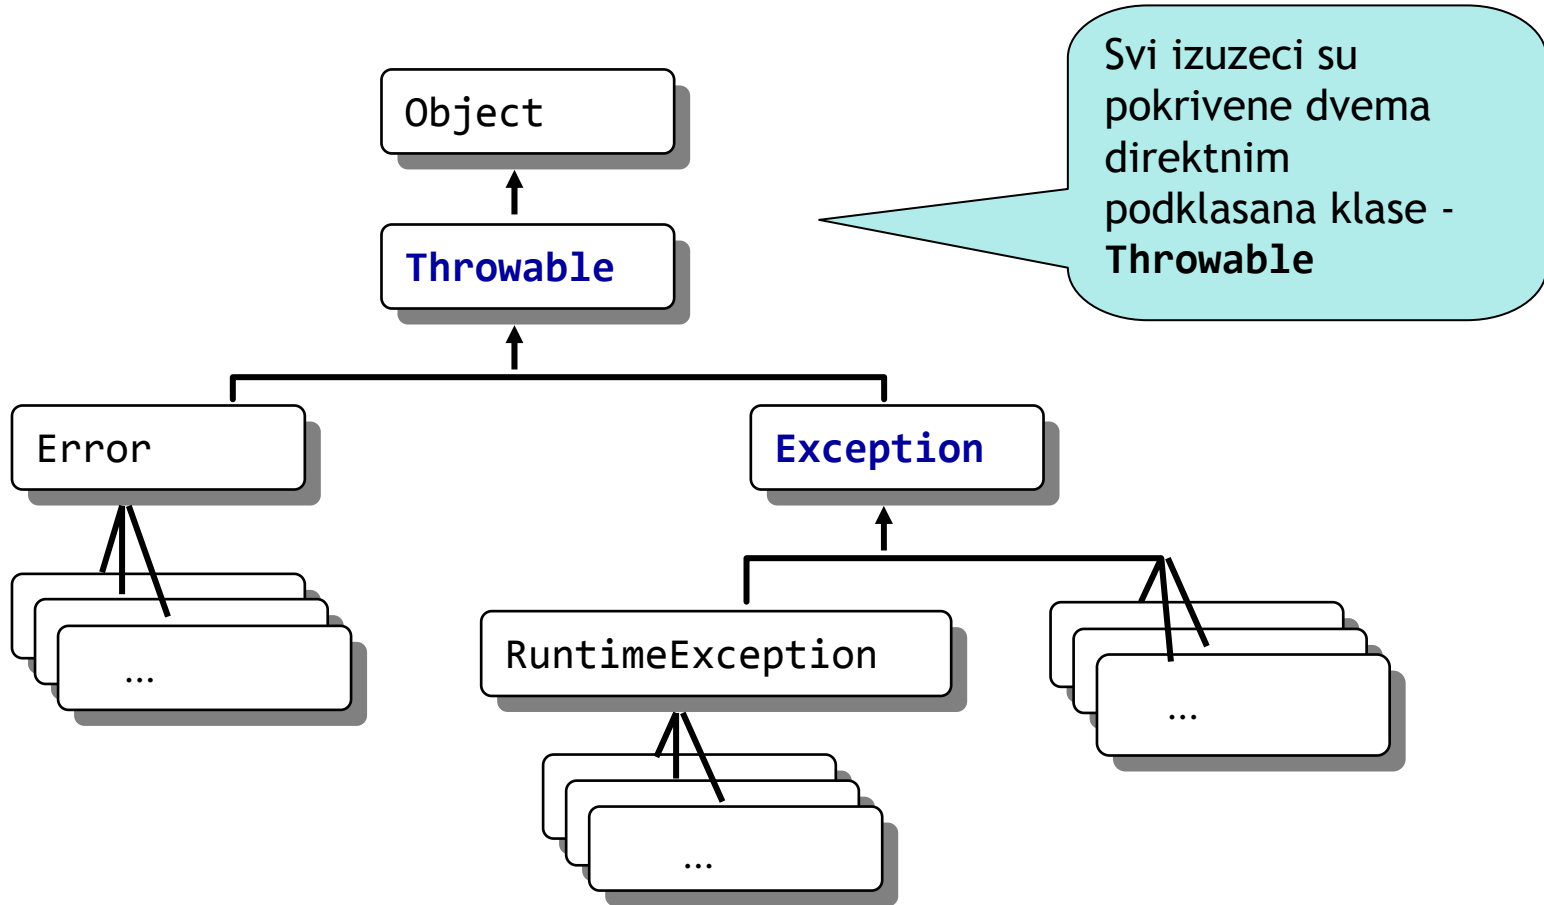 Svi izuzeci su
pokrivene dvema
direktnim
podklasana klase -
Throwable
Object
Throwable
Error
Exception
...
RuntimeException
...
...